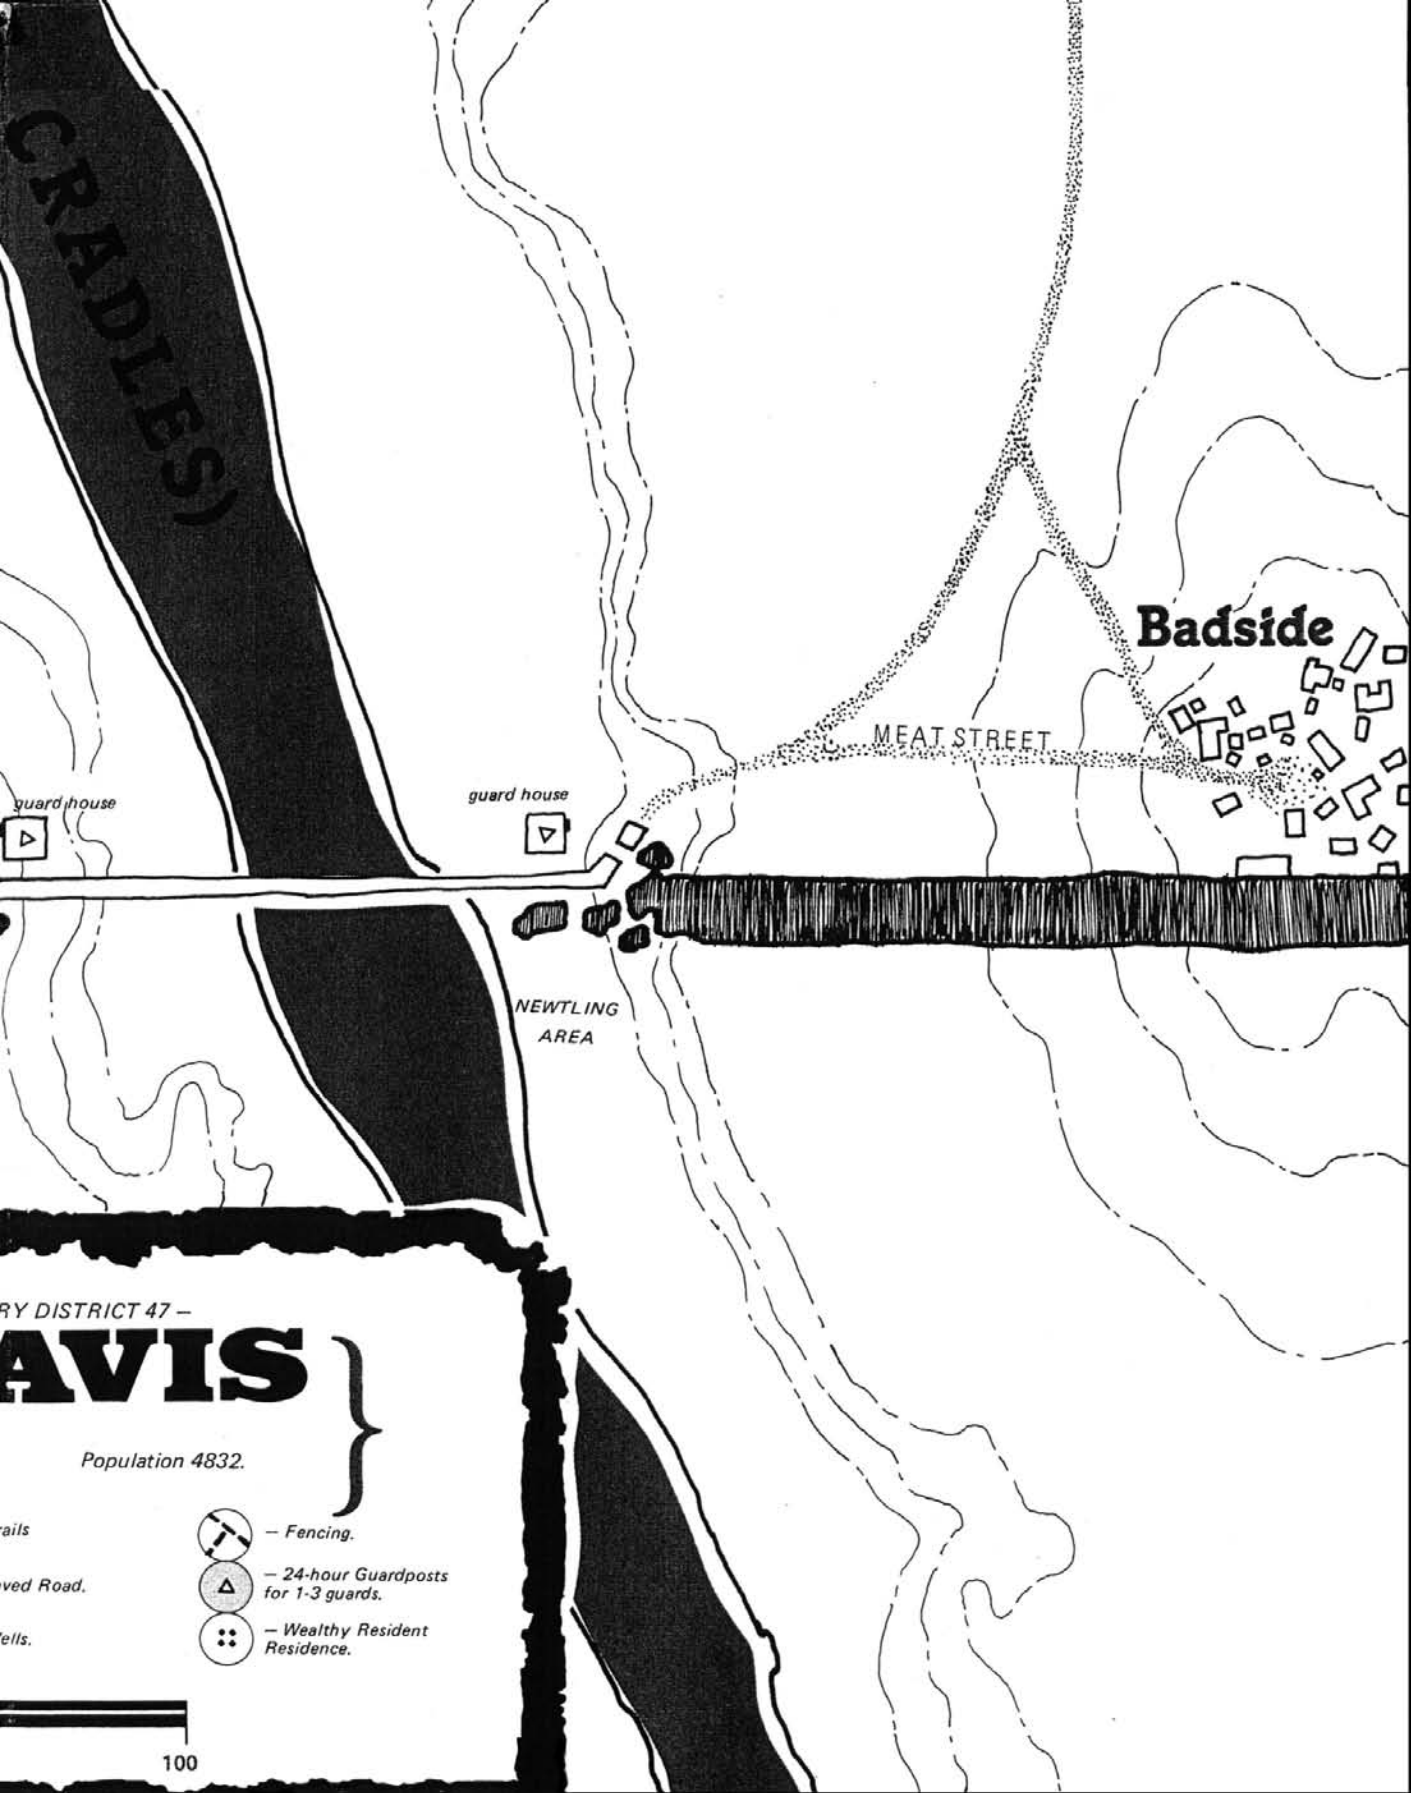 CRADLES)
Badside
MEAT STREET
guard house
guard house
NEWTLING
AREA
RY DISTRICT 47 –
AVIS
Population 4832.
ails
– Fencing.
ved Road.
– 24-hour Guardposts
for 1-3 guards.
ells.
– Wealthy Resident
Residence.
100